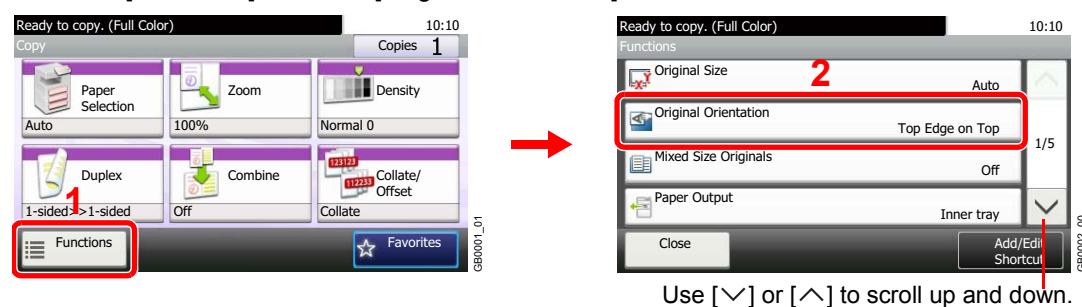 Ready to copy. (Full Color) 10:10
Copy Copies 1
Paper Selection
Auto
Zoom
100%
Density
Normal 0
Duplex
1-sided>>1-sided
Combine
Off
123123
112233
Collate/
Offset
Collate
1
Functions
Favorites
GB0001_01
Ready to copy. (Full Color) 10:10
Functions
2
Original Size
Auto
Original Orientation
Top Edge on Top
Mixed Size Originals
Off
Paper Output
Inner tray
1/5
Close
Add/Edit
Shortcut
GB0002_00
Use [∨] or [∧] to scroll up and down.